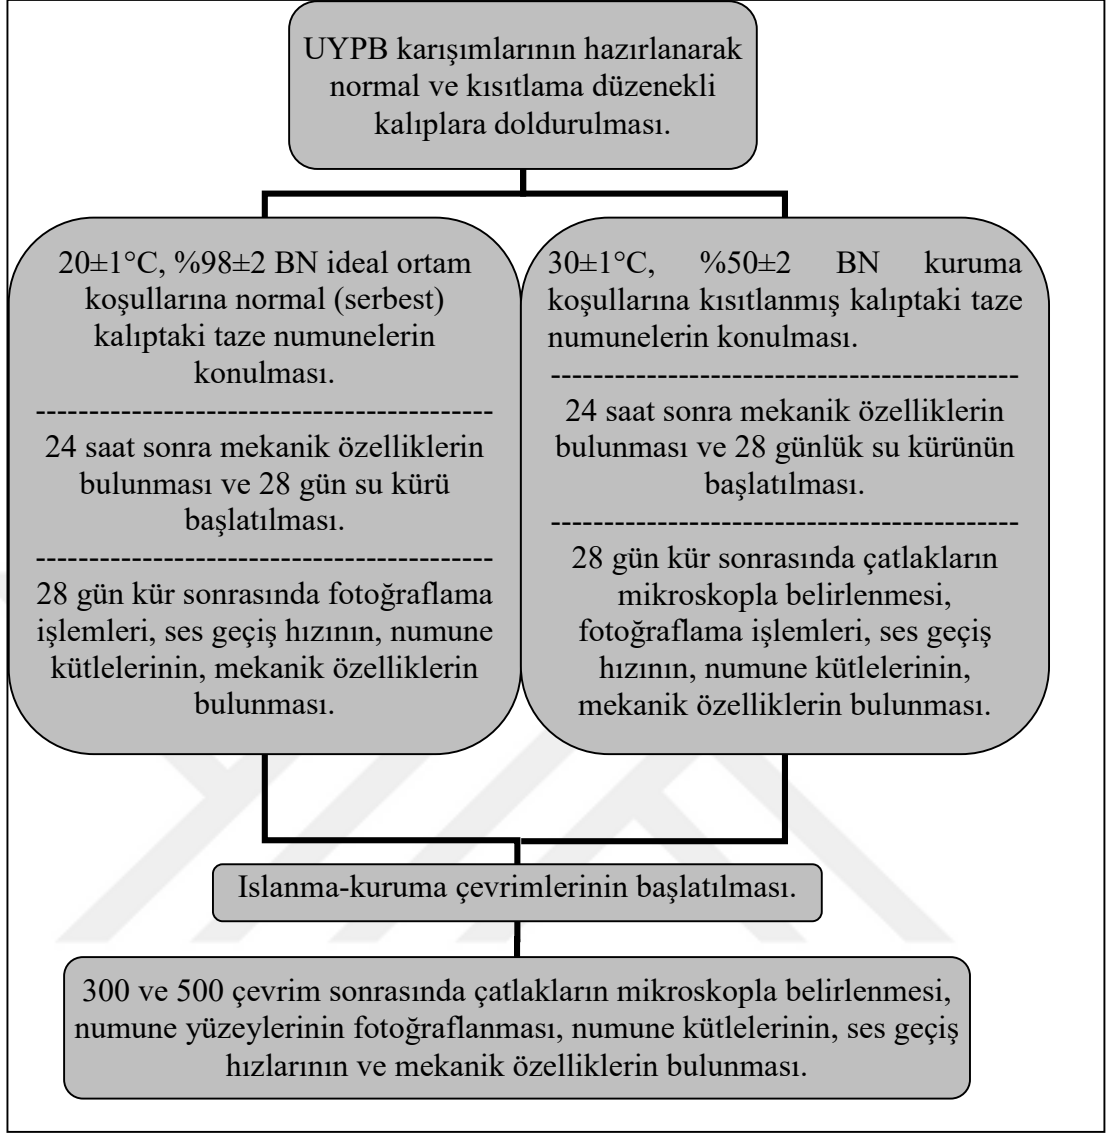 UYPB karışımlarının hazırlanarak
normal ve kısıtlama düzenekli
kalıplara doldurulması.
20±1°C, %98±2 BN ideal ortam
koşullarına normal (serbest)
kalıptaki taze numunelerin
konulması.
-------------------------------------------
24 saat sonra mekanik özelliklerin
bulunması ve 28 gün su kürü
başlatılması.
-------------------------------------------
28 gün kür sonrasında fotoğraflama
işlemleri, ses geçiş hızının, numune
kütlelerinin, mekanik özelliklerin
bulunması.
30±1°C, %50±2 BN kuruma
koşullarına kısıtlanmış kalıptaki taze
numunelerin konulması.
--------------------------------------------
24 saat sonra mekanik özelliklerin
bulunması ve 28 günlük su kürünün
başlatılması.
--------------------------------------------
28 gün kür sonrasında çatlakların
mikroskopla belirlenmesi,
fotoğraflama işlemleri, ses geçiş
hızının, numune kütlelerinin,
mekanik özelliklerin bulunması.
Islanma-kuruma çevrimlerinin başlatılması.
300 ve 500 çevrim sonrasında çatlakların mikroskopla belirlenmesi,
numune yüzeylerinin fotoğraflanması, numune kütlelerinin, ses geçiş
hızlarının ve mekanik özelliklerin bulunması.